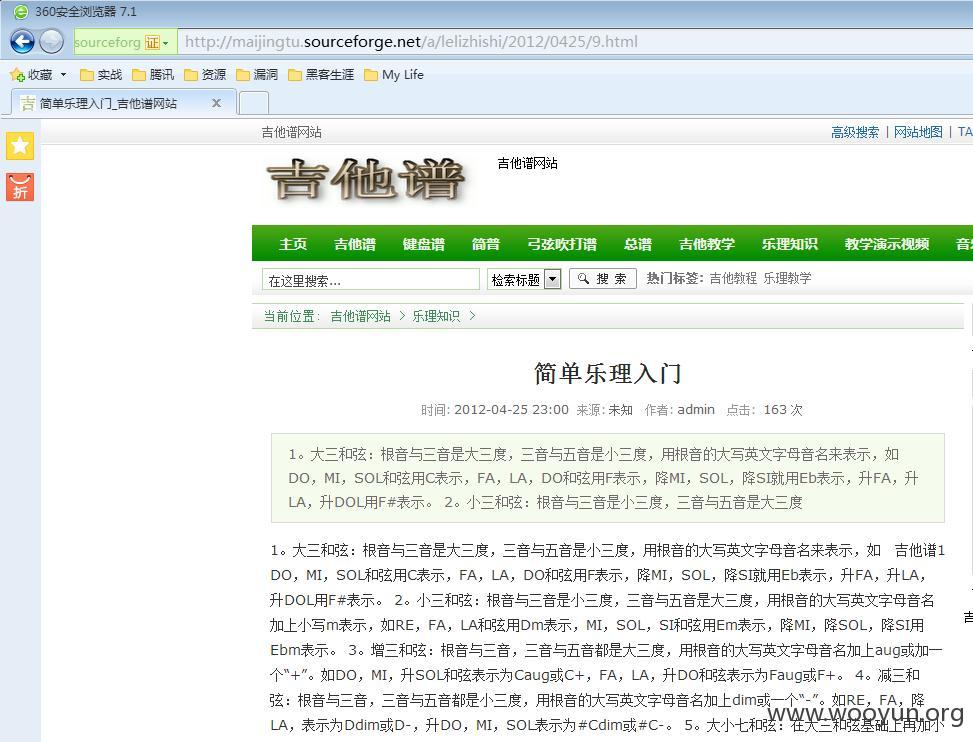 360安全浏览器 7.1
sourceforg 证 http://maijingtu.sourceforge.net/a/lelizhishi/2012/0425/9.html
收藏 实战 腾讯 资源 漏洞 黑客生涯 My Life
吉 简单乐理入门_吉他谱网站 x
吉他谱网站 高级搜索 | 网站地图 | TA
折
吉他谱 吉他谱网站
主页 吉他谱 键盘谱 简普 弓弦吹打谱 总谱 吉他教学 乐理知识 教学演示视频 音
在这里搜索... 检索标题 搜 索 热门标签: 吉他教程 乐理教学
当前位置: 吉他谱网站 > 乐理知识 >
简单乐理入门
时间: 2012-04-25 23:00 来源: 未知 作者: admin 点击: 163 次
1。大三和弦：根音与三音是大三度，三音与五音是小三度，用根音的大写英文字母音名来表示，如
DO，MI，SOL和弦用C表示，FA，LA，DO和弦用F表示，降MI，SOL，降SI就用Eb表示，升FA，升
LA，升DOL用F#表示。 2。小三和弦：根音与三音是小三度，三音与五音是大三度
1。大三和弦：根音与三音是大三度，三音与五音是小三度，用根音的大写英文字母音名来表示，如 吉他谱1
DO，MI，SOL和弦用C表示，FA，LA，DO和弦用F表示，降MI，SOL，降SI就用Eb表示，升FA，升LA，
升DOL用F#表示。 2。小三和弦：根音与三音是小三度，三音与五音是大三度，用根音的大写英文字母音名
加上小写m表示，如RE，FA，LA和弦用Dm表示，MI，SOL，SI和弦用Em表示，降MI，降SOL，降SI用
吉
Ebm表示。 3。增三和弦：根音与三音，三音与五音都是大三度，用根音的大写英文字母音名加上aug或加一
个“+”。如DO，MI，升SOL和弦表示为Caug或C+，FA，LA，升DO和弦表示为Faug或F+。 4。减三和
弦：根音与三音，三音与五音都是小三度，用根音的大写英文字母音名加上dim或一个“-”。如RE，FA，降
LA，表示为Ddim或D-，升DO，MI，SOL表示为#Cdim或#C-。 5。大小七和弦：在大三和弦基础上再加小
www.wooyun.org